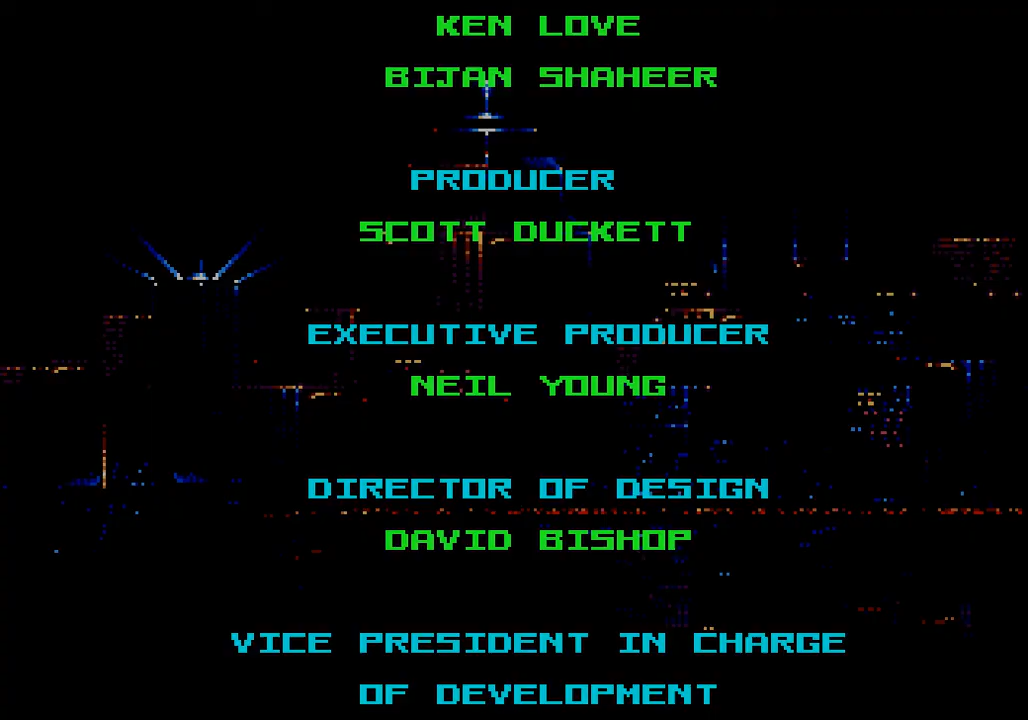 KEN LOVE
BIJAN SHAHEER
PRODUCER
SCOTT DUCKETT
EXECUTIVE PRODUCER
NEIL YOUNG
DIRECTOR OF DESIGN
DAVID BISHOP
VICE PRESIDENT IN CHARGE
OF DEVELOPMENT